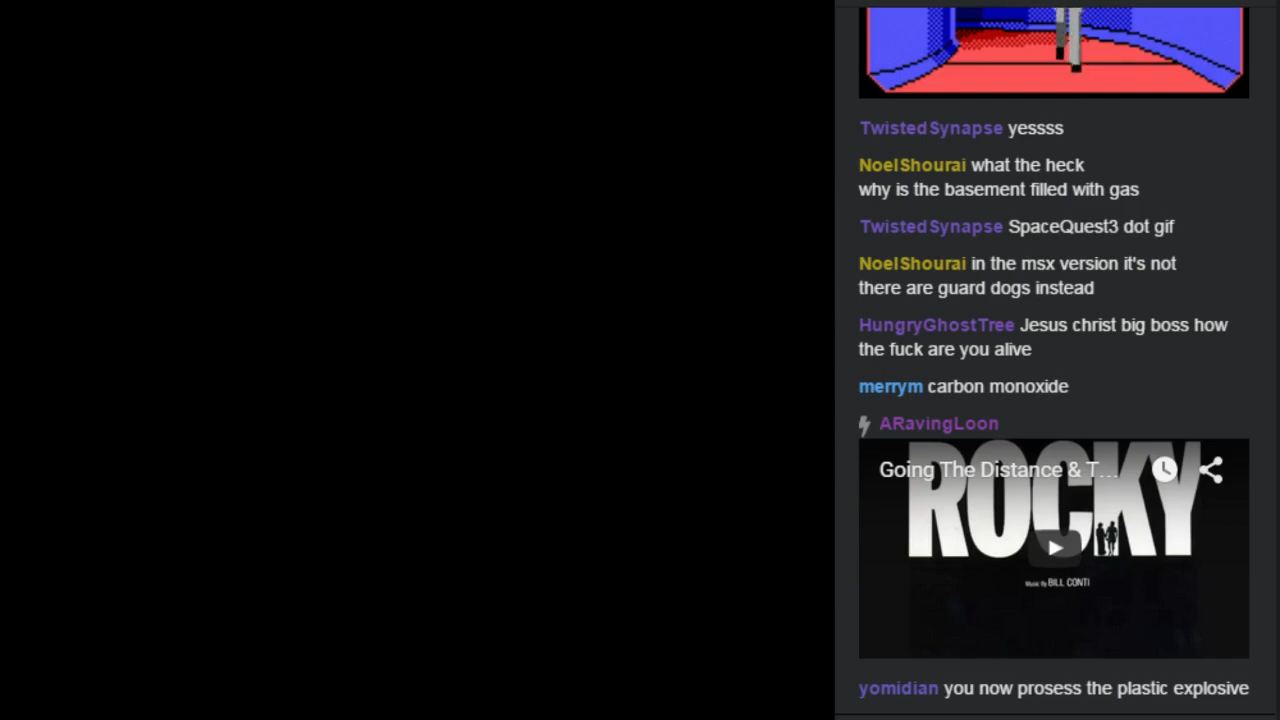 TwistedSynapse yessss
NoelShourai what the heck
why is the basement filled with gas
TwistedSynapse SpaceQuest3 dot gif
NoelShourai in the msx version it's not
there are guard dogs instead
HungryGhostTree Jesus christ big boss how
the fuck are you alive
merrym carbon monoxide
ARavingLoon
Going The Distance & T...
ROCKY
Music By BILL CONTI
yomidian you now prosess the plastic explosive